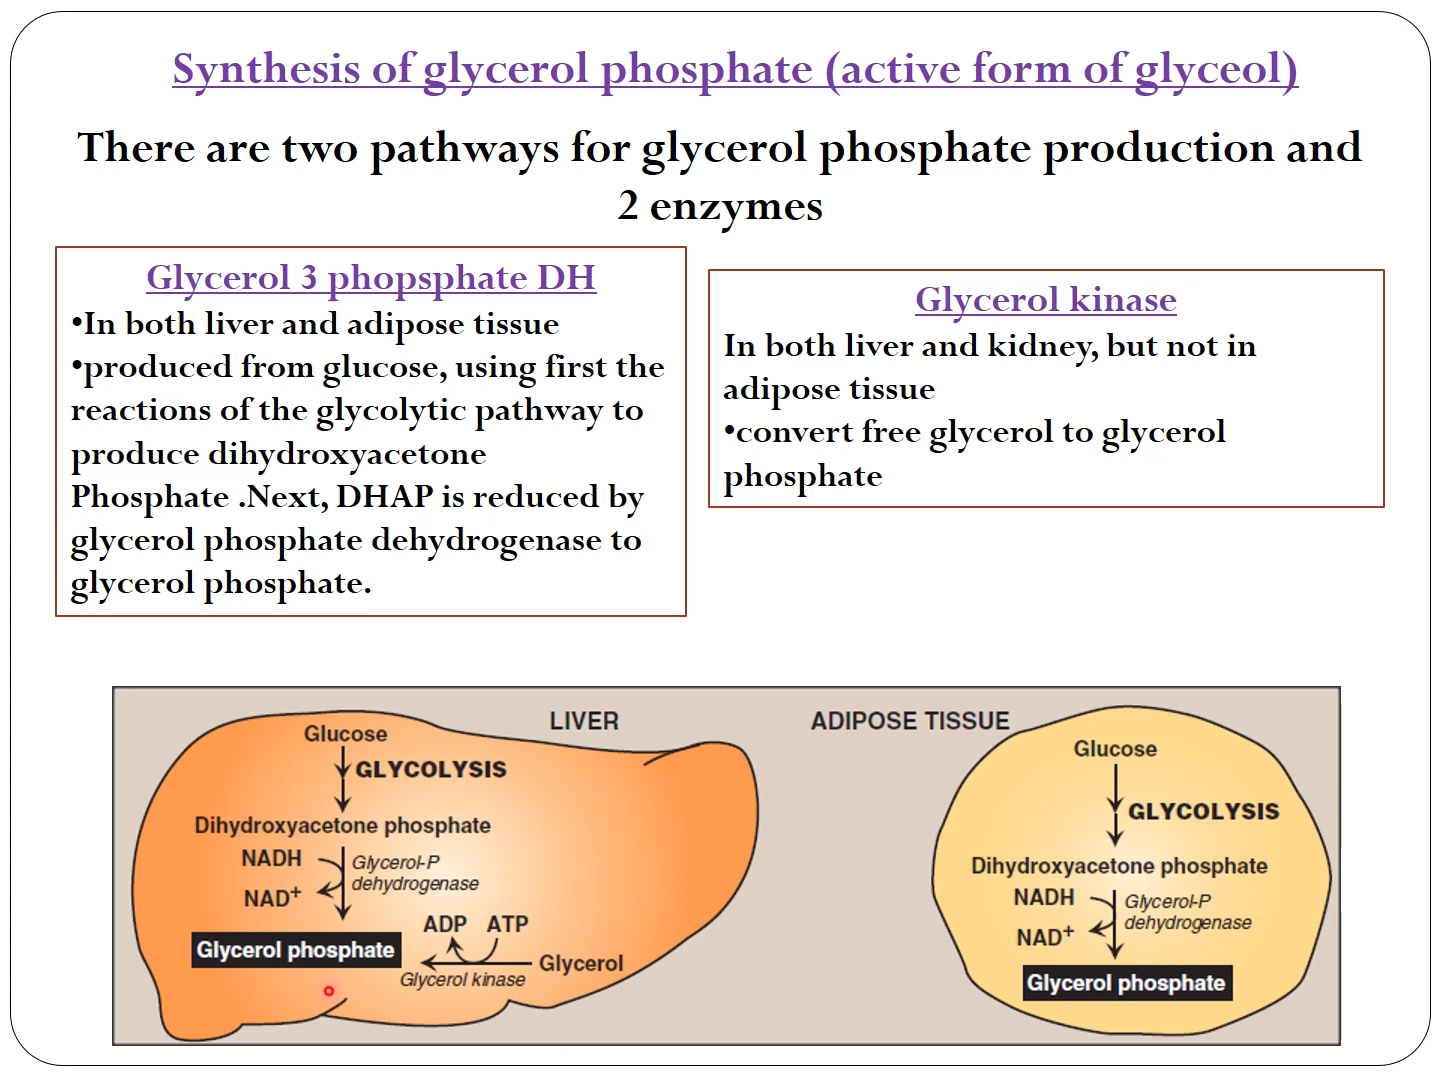 Synthesis of glycerol phosphate (active form of glyceol)
There are two pathways for glycerol phosphate production and
2 enzymes
Glycerol 3 phopsphate DH
•In both liver and adipose tissue
•produced from glucose, using first the
reactions of the glycolytic pathway to
produce dihydroxyacetone
Phosphate .Next, DHAP is reduced by
glycerol phosphate dehydrogenase to
glycerol phosphate.
Glycerol kinase
In both liver and kidney, but not in
adipose tissue
•convert free glycerol to glycerol
phosphate
LIVER
Glucose
GLYCOLYSIS
Dihydroxyacetone phosphate
NADH
NAD+
Glycerol-P
dehydrogenase
ADP ATP
Glycerol phosphate
Glycerol
Glycerol kinase
ADIPOSE TISSUE
Glucose
GLYCOLYSIS
Dihydroxyacetone phosphate
NADH
NAD+
Glycerol-P
dehydrogenase
Glycerol phosphate